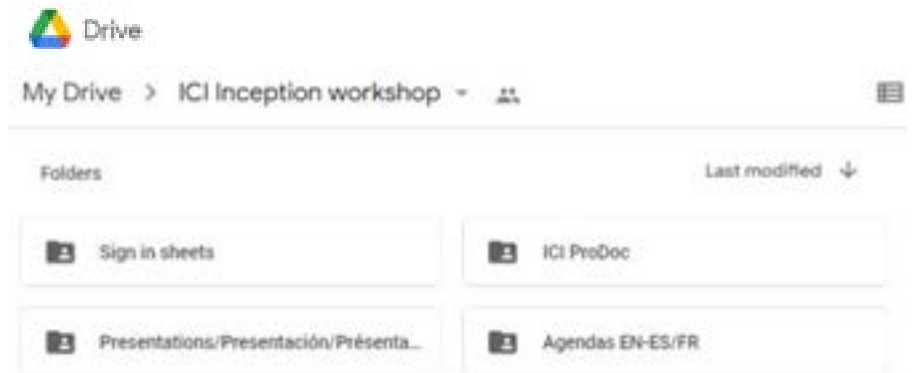 Drive
My Drive > ICI Inception workshop
Folders
Last modified
Sign in sheets
ICI ProDoc
Presentations/Presentación/Présenta...
Agendas EN-ES/FR